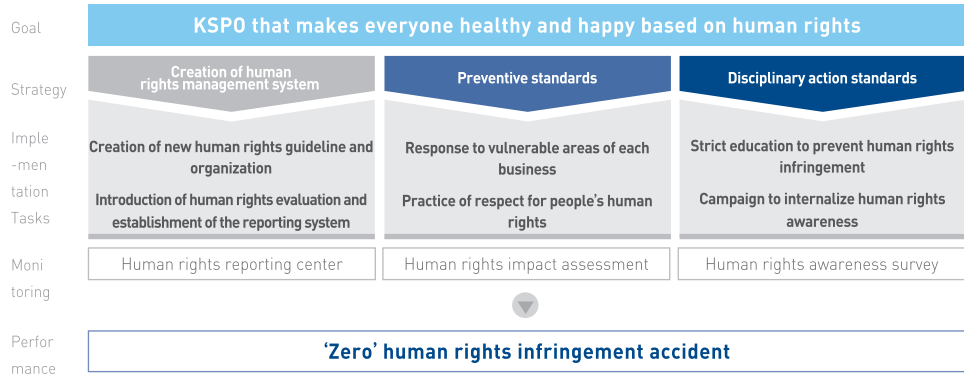 Goal
KSPO that makes everyone healthy and happy based on human rights
Strategy
Creation of human
rights management system
Preventive standards
Disciplinary action standards
Imple
-men
tation
Tasks
Creation of new human rights guideline and
organization
Introduction of human rights evaluation and
establishment of the reporting system
Response to vulnerable areas of each
business
Practice of respect for people's human
rights
Strict education to prevent human rights
infringement
Campaign to internalize human rights
awareness
Moni
toring
Human rights reporting center
Human rights impact assessment
Human rights awareness survey
Perfor
mance
‘Zero’ human rights infringement accident